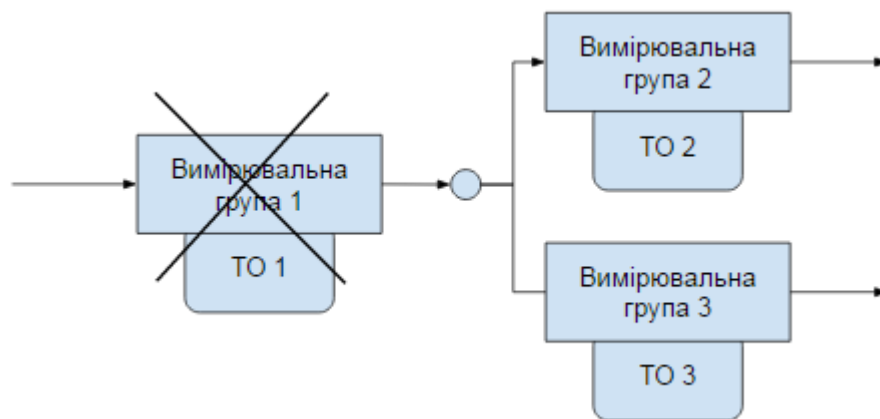 Вимірювальна
група 1
ТО 1
Вимірювальна
група 2
ТО 2
Вимірювальна
група 3
ТО 3